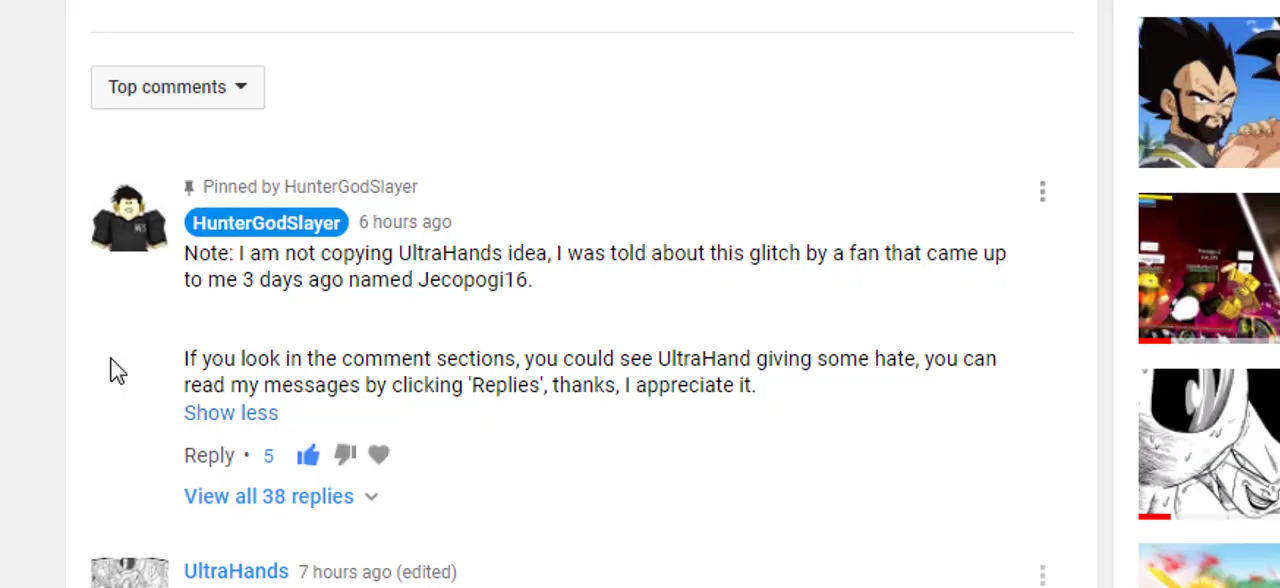 Top comments
Pinned by HunterGodSlayer
HunterGodSlayer 6 hours ago
Note: I am not copying UltraHands idea, I was told about this glitch by a fan that came up
to me 3 days ago named Jecopogi16.
If you look in the comment sections, you could see UltraHand giving some hate, you can
read my messages by clicking 'Replies', thanks, I appreciate it.
Show less
Reply • 5
View all 38 replies
UltraHands 7 hours ago (edited)